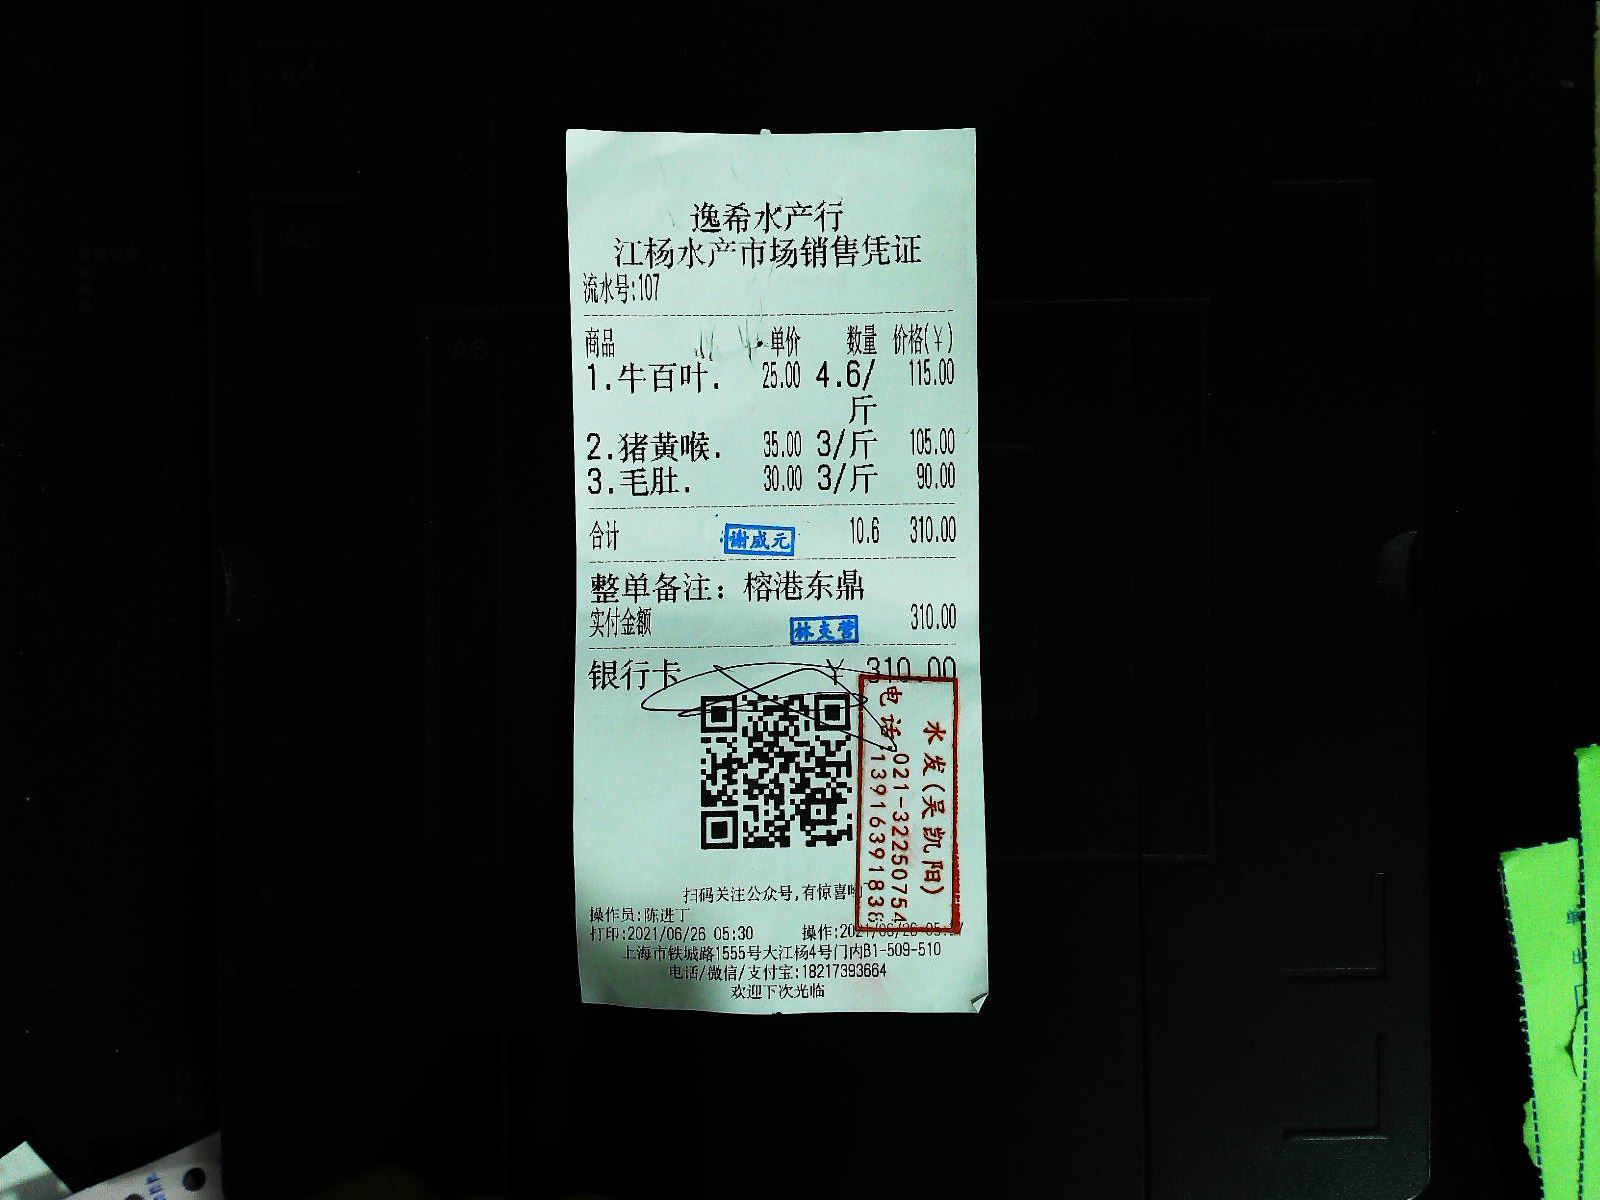 逸希水产行
江杨水产市场销售凭证
流水号:107
商品 单价 数量 价格(￥)
1.牛百叶. 25.00 4.6/斤 115.00
2.猪黄喉. 35.00 3/斤 105.00
3.毛肚. 30.00 3/斤 90.00
合计 10.6 310.00
谢威元
整单备注：榕港东鼎
实付金额 310.00
银行卡 ￥ 310.00
水发(吴凯阳)
电话 021-32250754
13916391838
扫码关注公众号,有惊喜哟
操作员:陈进丁
打印:2021/06/26 05:30 操作:2021/06/26 05:
上海市铁城路1555号大江杨4号门内B1-509-510
电话/微信/支付宝:18217393664
欢迎下次光临
A6